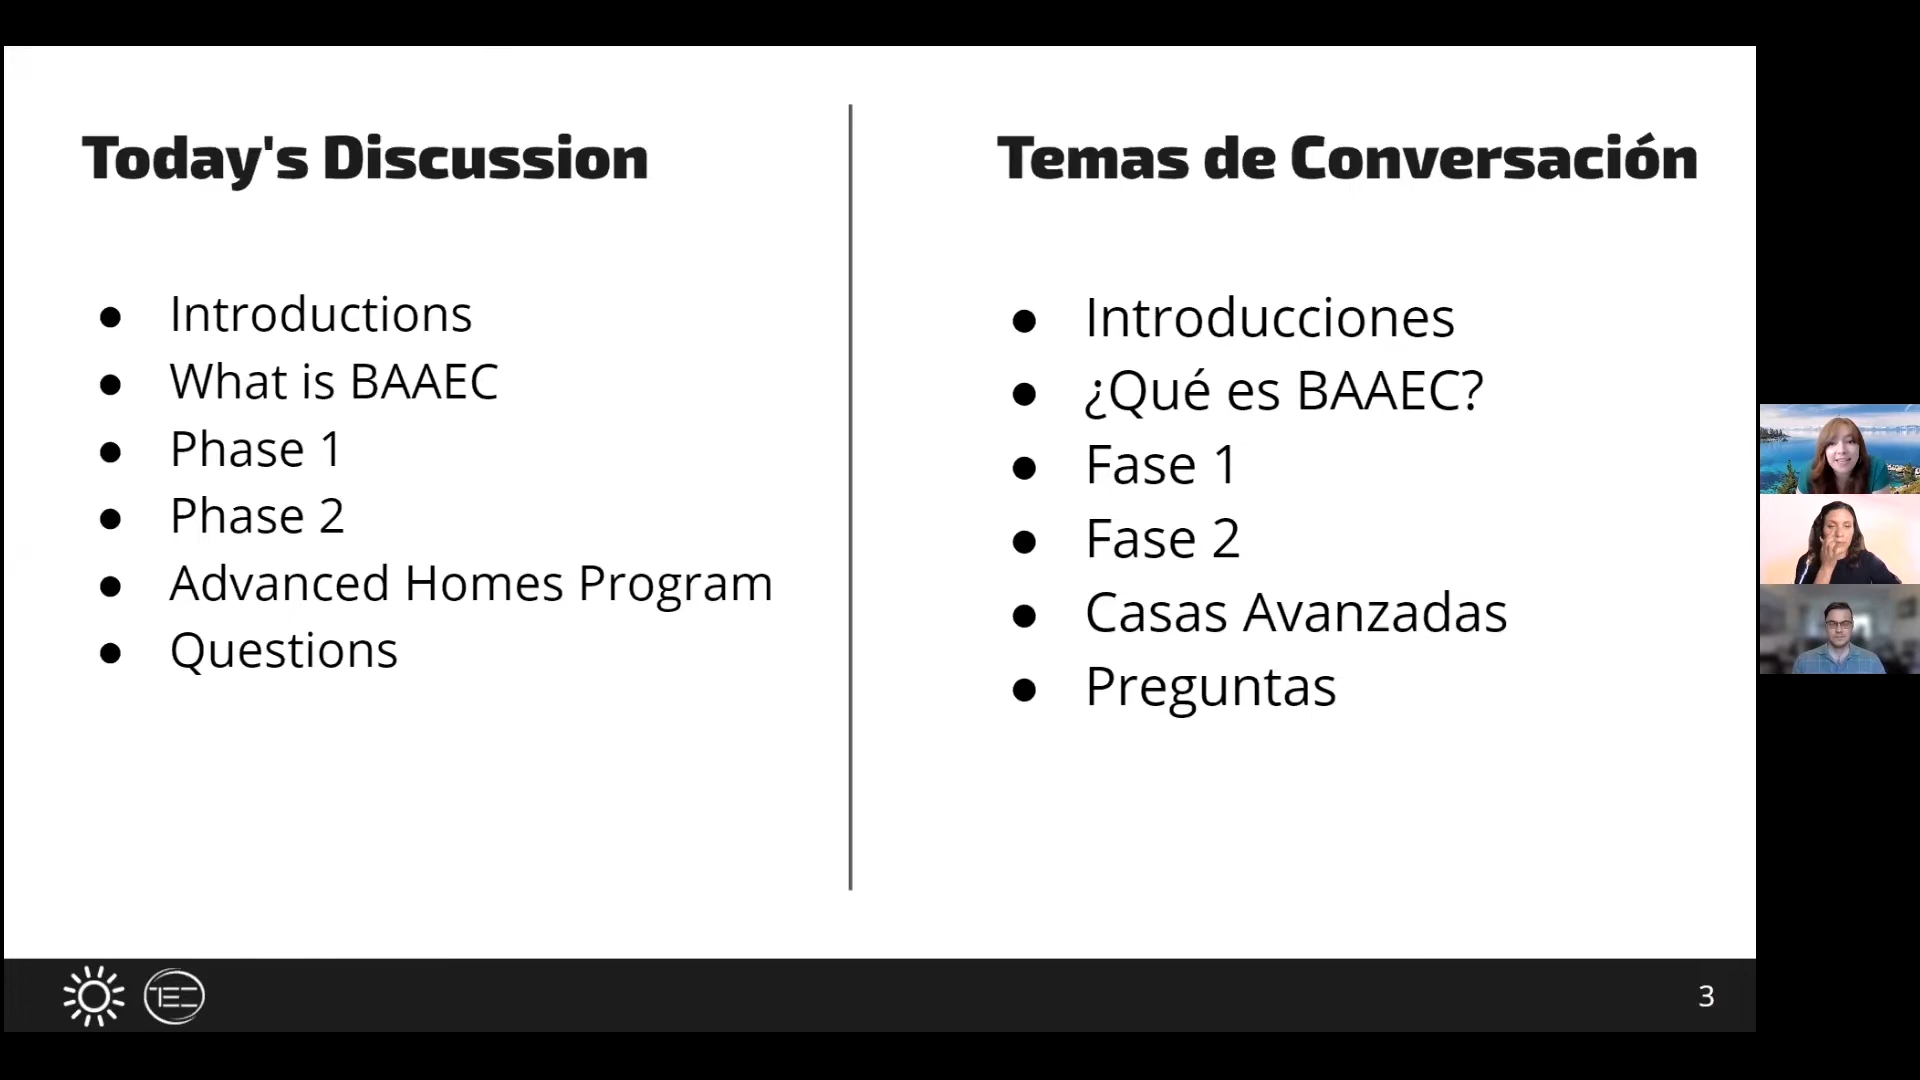 Today's Discussion
Introductions
What is BAAEC
Phase 1
Phase 2
Advanced Homes Program
Questions
Temas de Conversación
Introducciones
¿Qué es BAAEC?
Fase 1
Fase 2
Casas Avanzadas
Preguntas
TEC
3